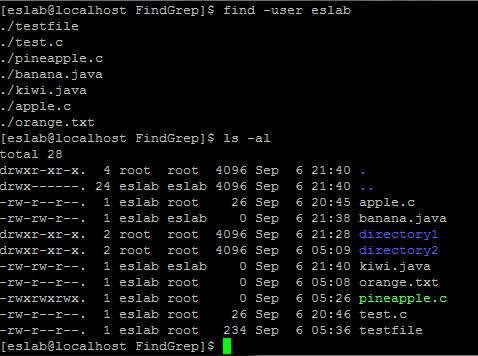 [eslab@localhost FindGrep]$ find -user eslab
./testfile
./test.c
./pineapple.c
./banana.java
./kiwi.java
./apple.c
./orange.txt
[eslab@localhost FindGrep]$ ls -al
total 28
drwxr-xr-x.  4 root  root  4096 Sep  6 21:40 .
drwx------. 24 eslab eslab 4096 Sep  6 21:40 ..
-rw-r--r--.  1 eslab root    26 Sep  6 20:45 apple.c
-rw-rw-r--.  1 eslab eslab    0 Sep  6 21:38 banana.java
drwxr-xr-x.  2 root  root  4096 Sep  6 21:28 directory1
drwxr-xr-x.  2 root  root  4096 Sep  6 05:09 directory2
-rw-rw-r--.  1 eslab eslab    0 Sep  6 21:40 kiwi.java
-rw-r--r--.  1 eslab root     0 Sep  6 05:08 orange.txt
-rwxrwxrwx.  1 eslab root     0 Sep  6 05:26 pineapple.c
-rw-r--r--.  1 eslab root    26 Sep  6 20:46 test.c
-rw-r--r--.  1 eslab root   234 Sep  6 05:36 testfile
[eslab@localhost FindGrep]$